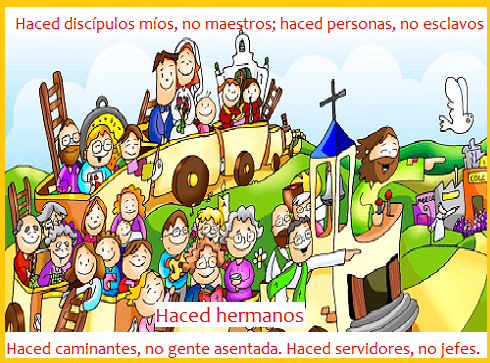 Haced discípulos míos, no maestros; haced personas, no esclavos
Haced hermanos
Haced caminantes, no gente asentada. Haced servidores, no jefes.